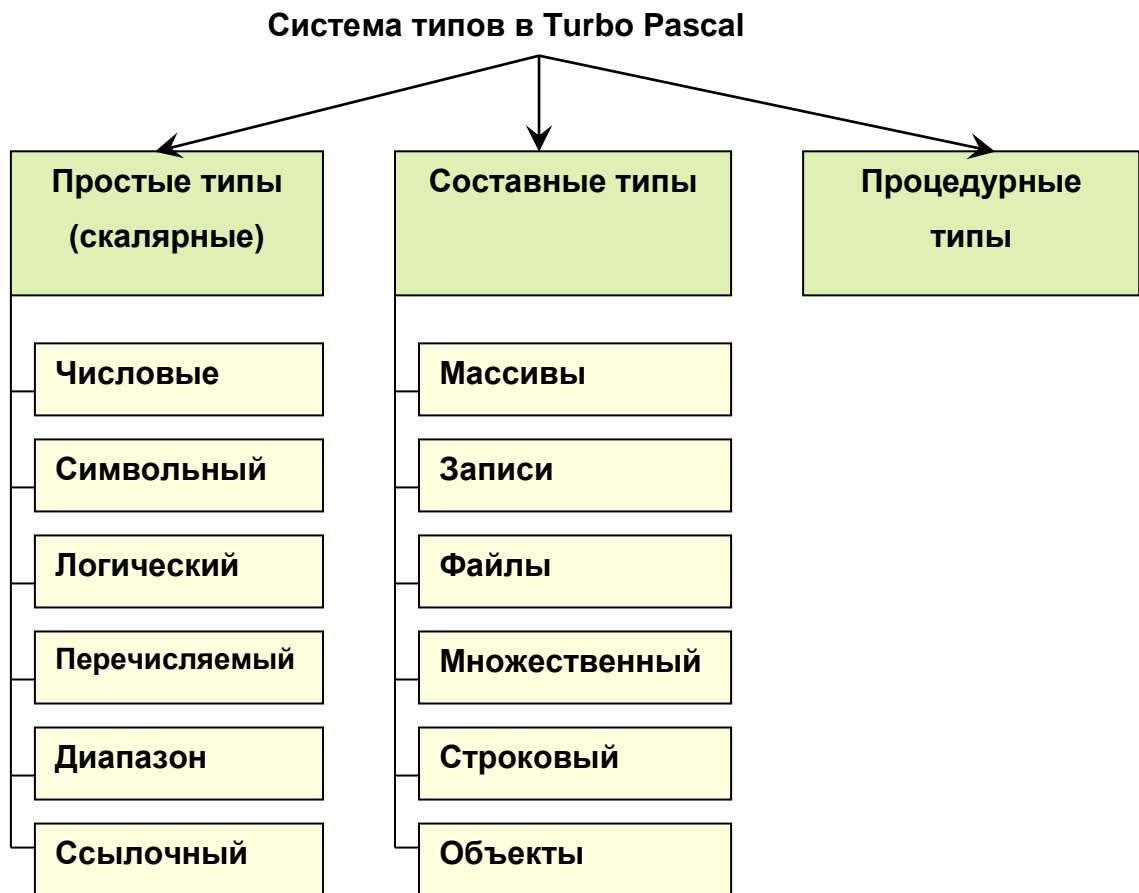 Система типов в Turbo Pascal
Простые типы
(скалярные)
Числовые
Символьный
Логический
Перечисляемый
Диапазон
Ссылочный
Составные типы
Массивы
Записи
Файлы
Множественный
Строковый
Объекты
Процедурные
типы